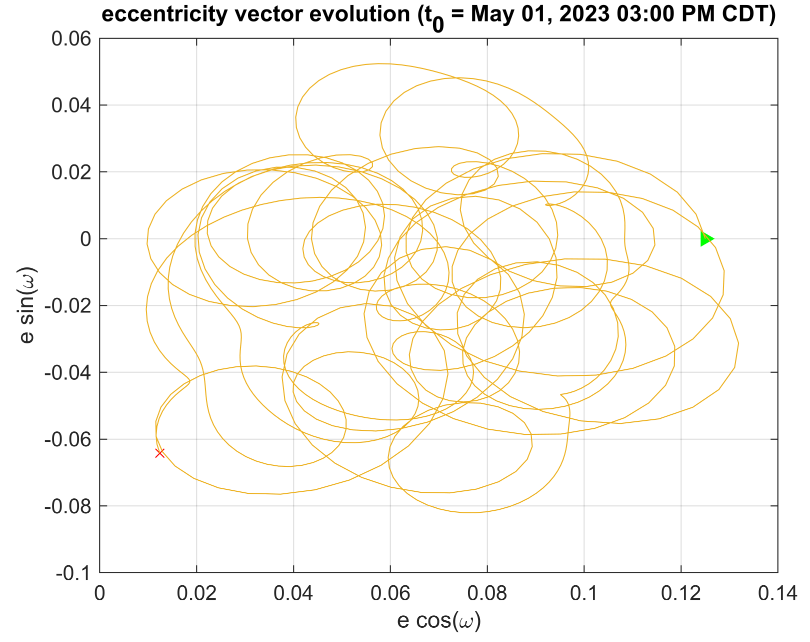 eccentricity vector evolution (t0 = May 01, 2023 03:00 PM CDT)
0.06
0.04
0.02
0
-0.02
-0.04
-0.06
-0.08
-0.1
e sin(ω)
0 0.02 0.04 0.06 0.08 0.1 0.12 0.14
e cos(ω)